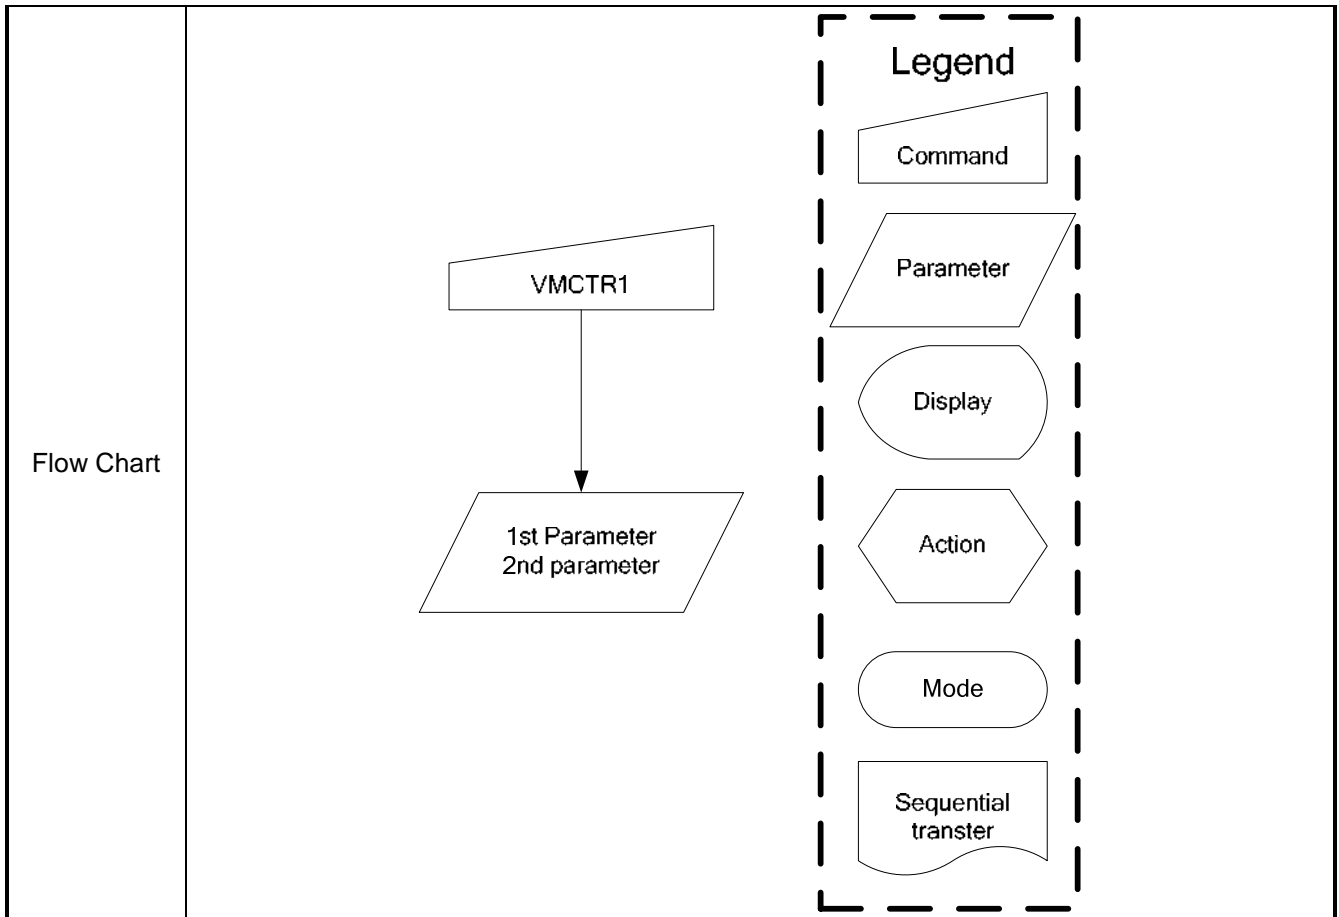 Flow Chart
VMCTR1
1st Parameter
2nd parameter
Legend
Command
Parameter
Display
Action
Mode
Sequential
transter